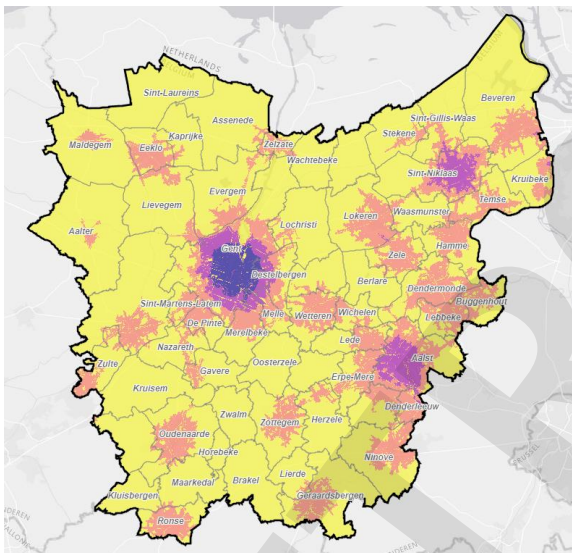 NETHERLANDS
BELGIUM
Sint-Laureins
Beveren
Assenede
Sint-Gillis-Waas
Stekene
Maldegem
Kaprijke
Eeklo
Zelzate
Wachtebeke
Sint-Niklaas
Kruibeke
Evergem
Temse
Lievegem
Lochristi
Lokeren
Waasmunster
Aalter
Hamme
Gent
Zele
Destelbergen
Berlare
Dendermonde
Buggenhout
Sint-Martens-Latem
Melle
Wetteren
Wichelen
Lebbeke
De Pinte
Merelbeke
Lede
Nazareth
Aalst
Zulte
Gavere
Oosterzele
Erpe-Mere
Kruisem
Denderleeuw
Zwalm
Zottegem
Herzele
Oudenaarde
Horebeke
Ninove
Lierde
Maarkedal
Brakel
Geraardsbergen
Kluisbergen
Ronse